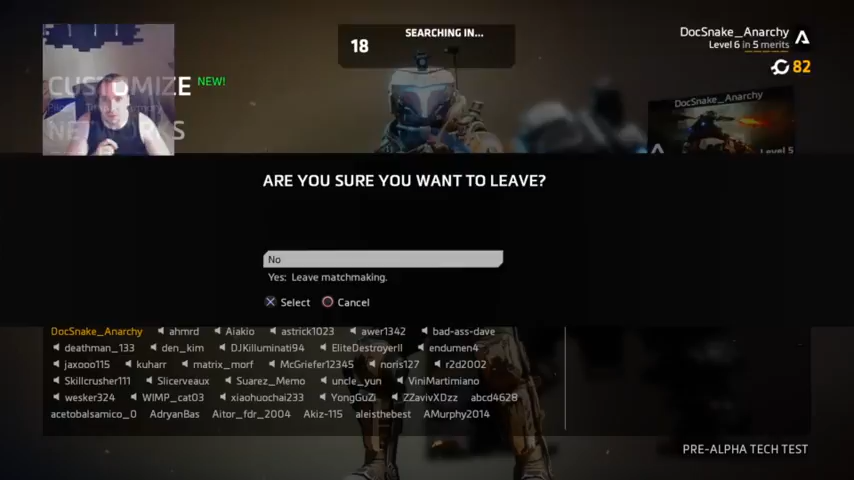 SEARCHING IN...
18
DocSnake_Anarchy
Level 6 in 5 merits
82
CUSTOMIZE NEW!
NETWORKS
DocSnake_Anarchy
Level 5
ARE YOU SURE YOU WANT TO LEAVE?
No
Yes: Leave matchmaking.
Select Cancel
DocSnake_Anarchy ahmrd Aiakio astrick1023 awer1342 bad-ass-dave
deathman_133 den_kim DJKilluminati94 EliteDestroyerII endumen4
jaxooo115 kuharr matrix_morf McGriefer12345 noris127 r2d2002
Skillcrusher111 Slicerveaux Suarez_Memo uncle_yun ViniMartimiano
wesker324 WIMP_cat03 xiaohuochai233 YongGuZi ZZavivXDzz abcd4628
acetobalsamico_0 AdryanBas Aitor_fdr_2004 Akiz-115 aleisthebest AMurphy2014
PRE-ALPHA TECH TEST